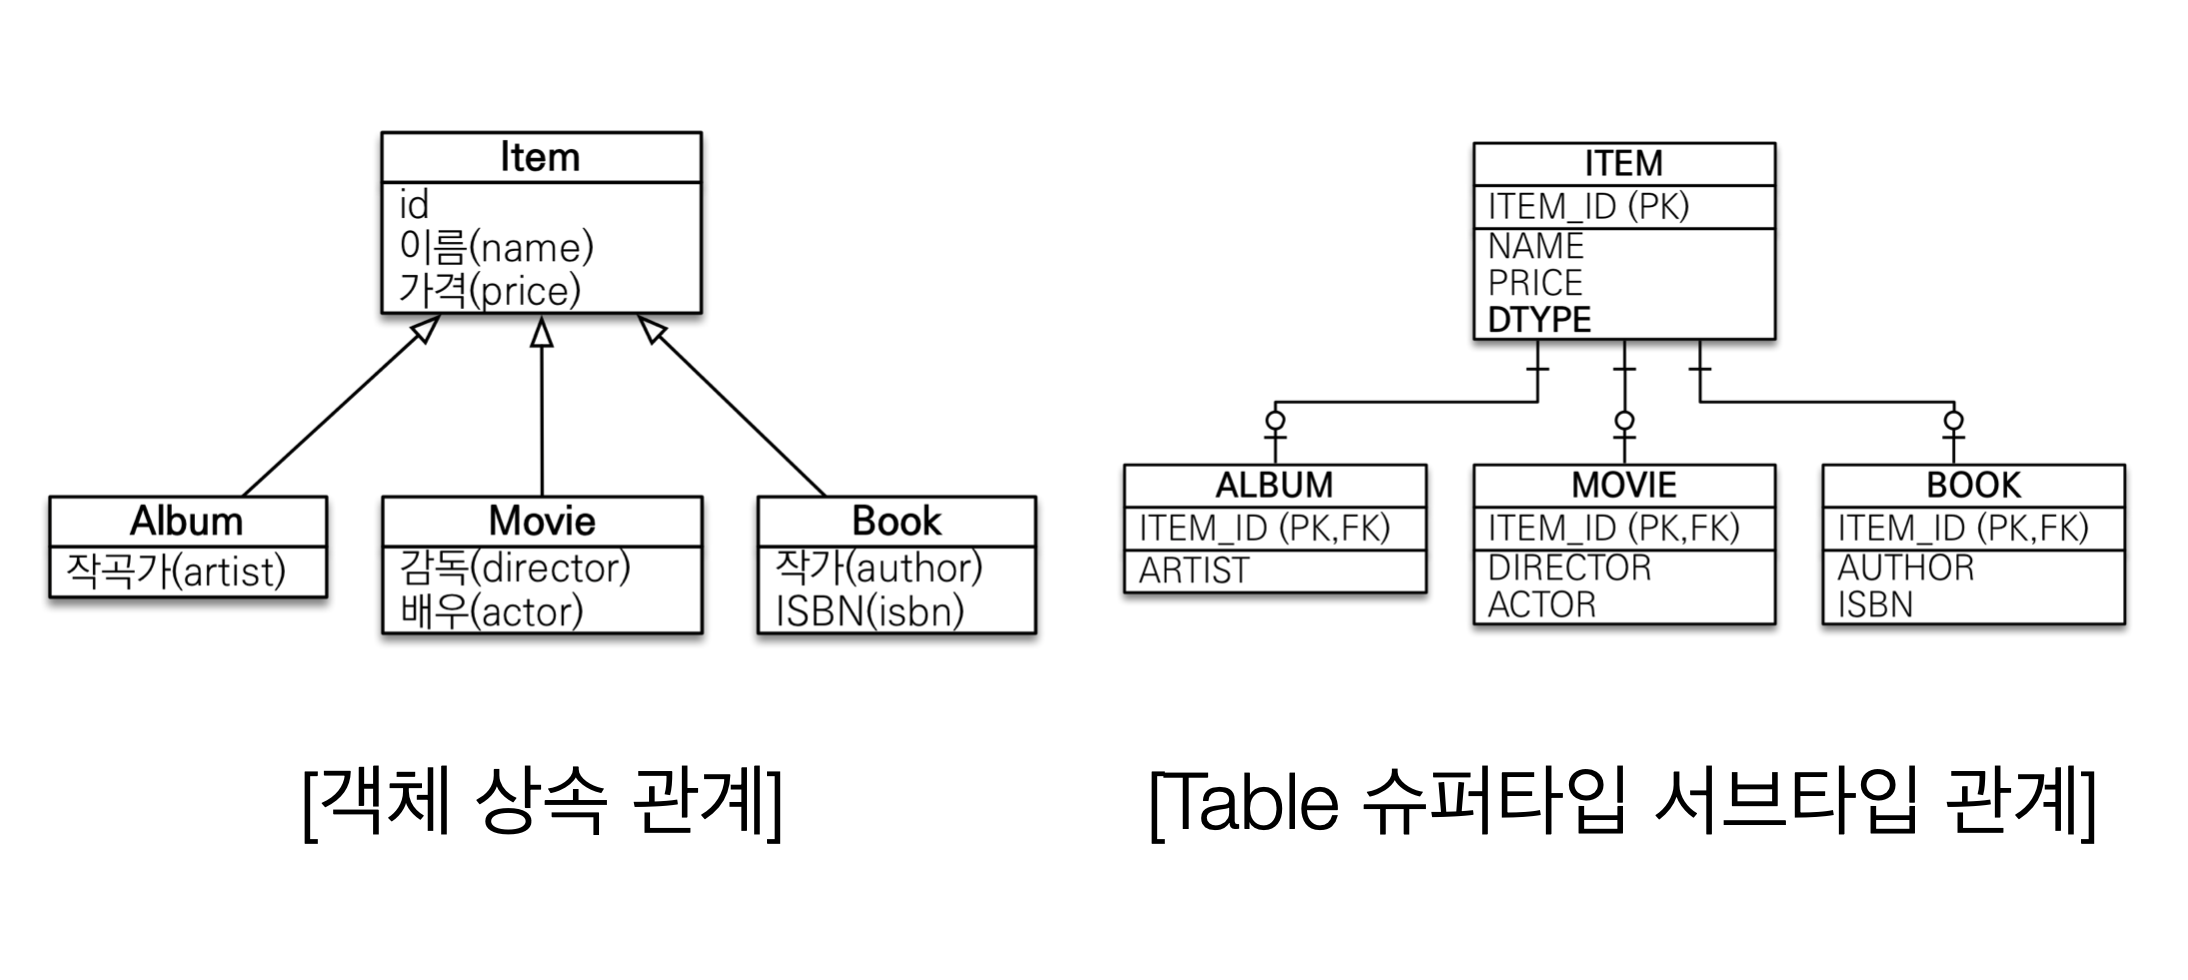 Item
id
이름(name)
가격(price)
Album
작곡가(artist)
Movie
감독(director)
배우(actor)
Book
작가(author)
ISBN(isbn)
[객체 상속 관계]
ITEM
ITEM_ID (PK)
NAME
PRICE
DTYPE
ALBUM
ITEM_ID (PK,FK)
ARTIST
MOVIE
ITEM_ID (PK,FK)
DIRECTOR
ACTOR
BOOK
ITEM_ID (PK,FK)
AUTHOR
ISBN
[Table 슈퍼타입 서브타입 관계]